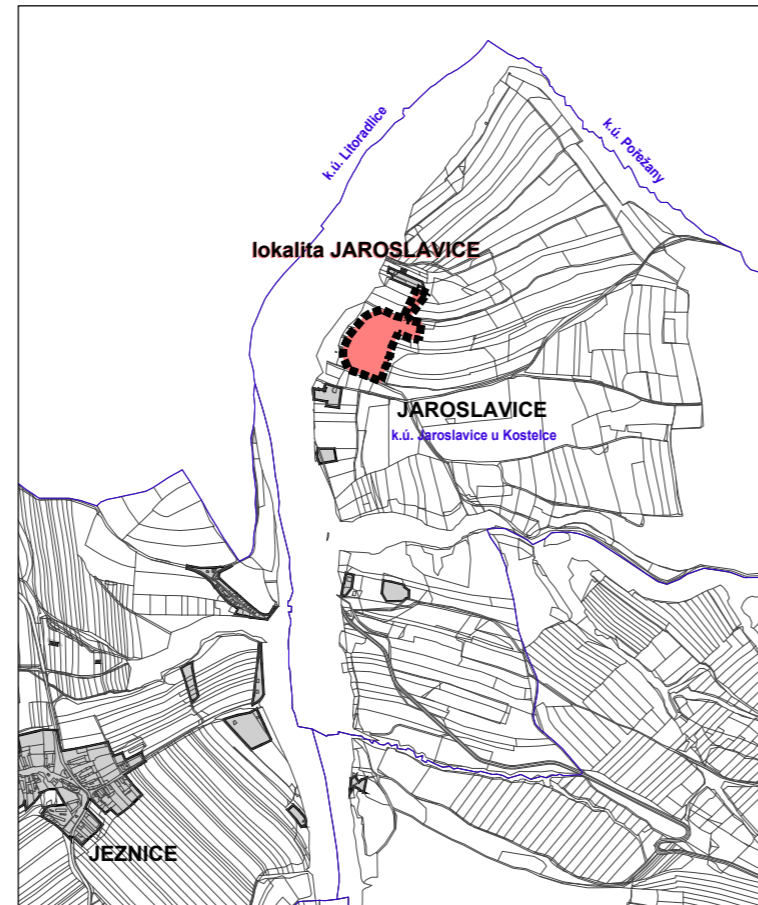 k.ú. Litoradlice
k.ú. Pořežany
lokalita JAROSLAVICE
JAROSLAVICE
k.ú. Jaroslavice u Kostelce
JEZNICE